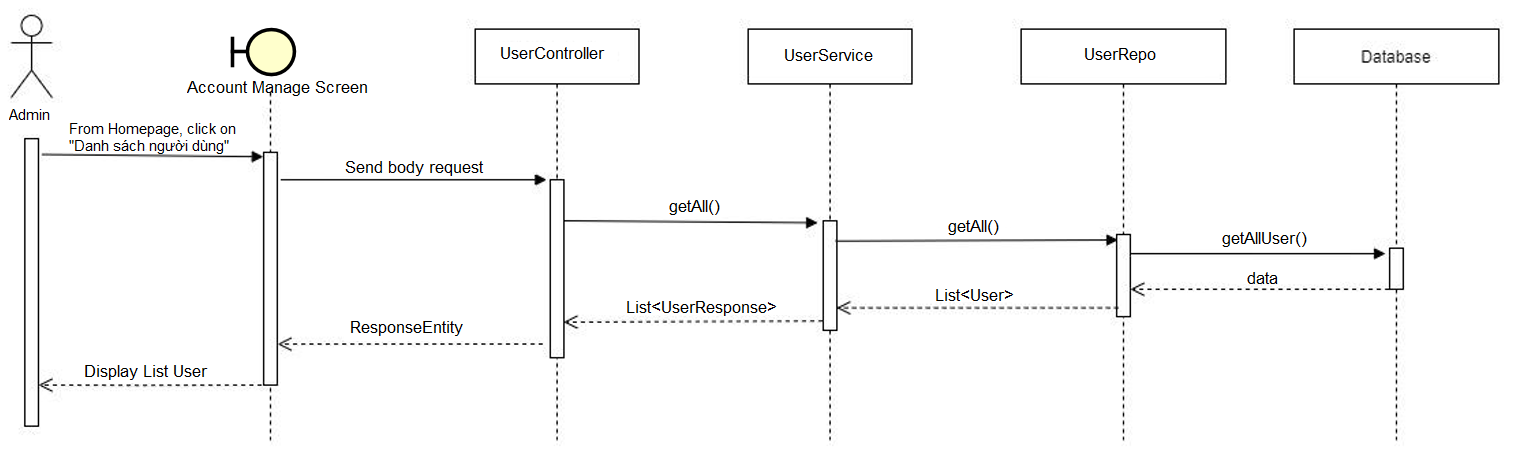 UserController
UserService
UserRepo
Database
Account Manage Screen
Admin
From Homepage, click on
"Danh sách người dùng"
Send body request
getAll()
getAll()
getAllUser()
data
List<User>
List<UserResponse>
ResponseEntity
Display List User